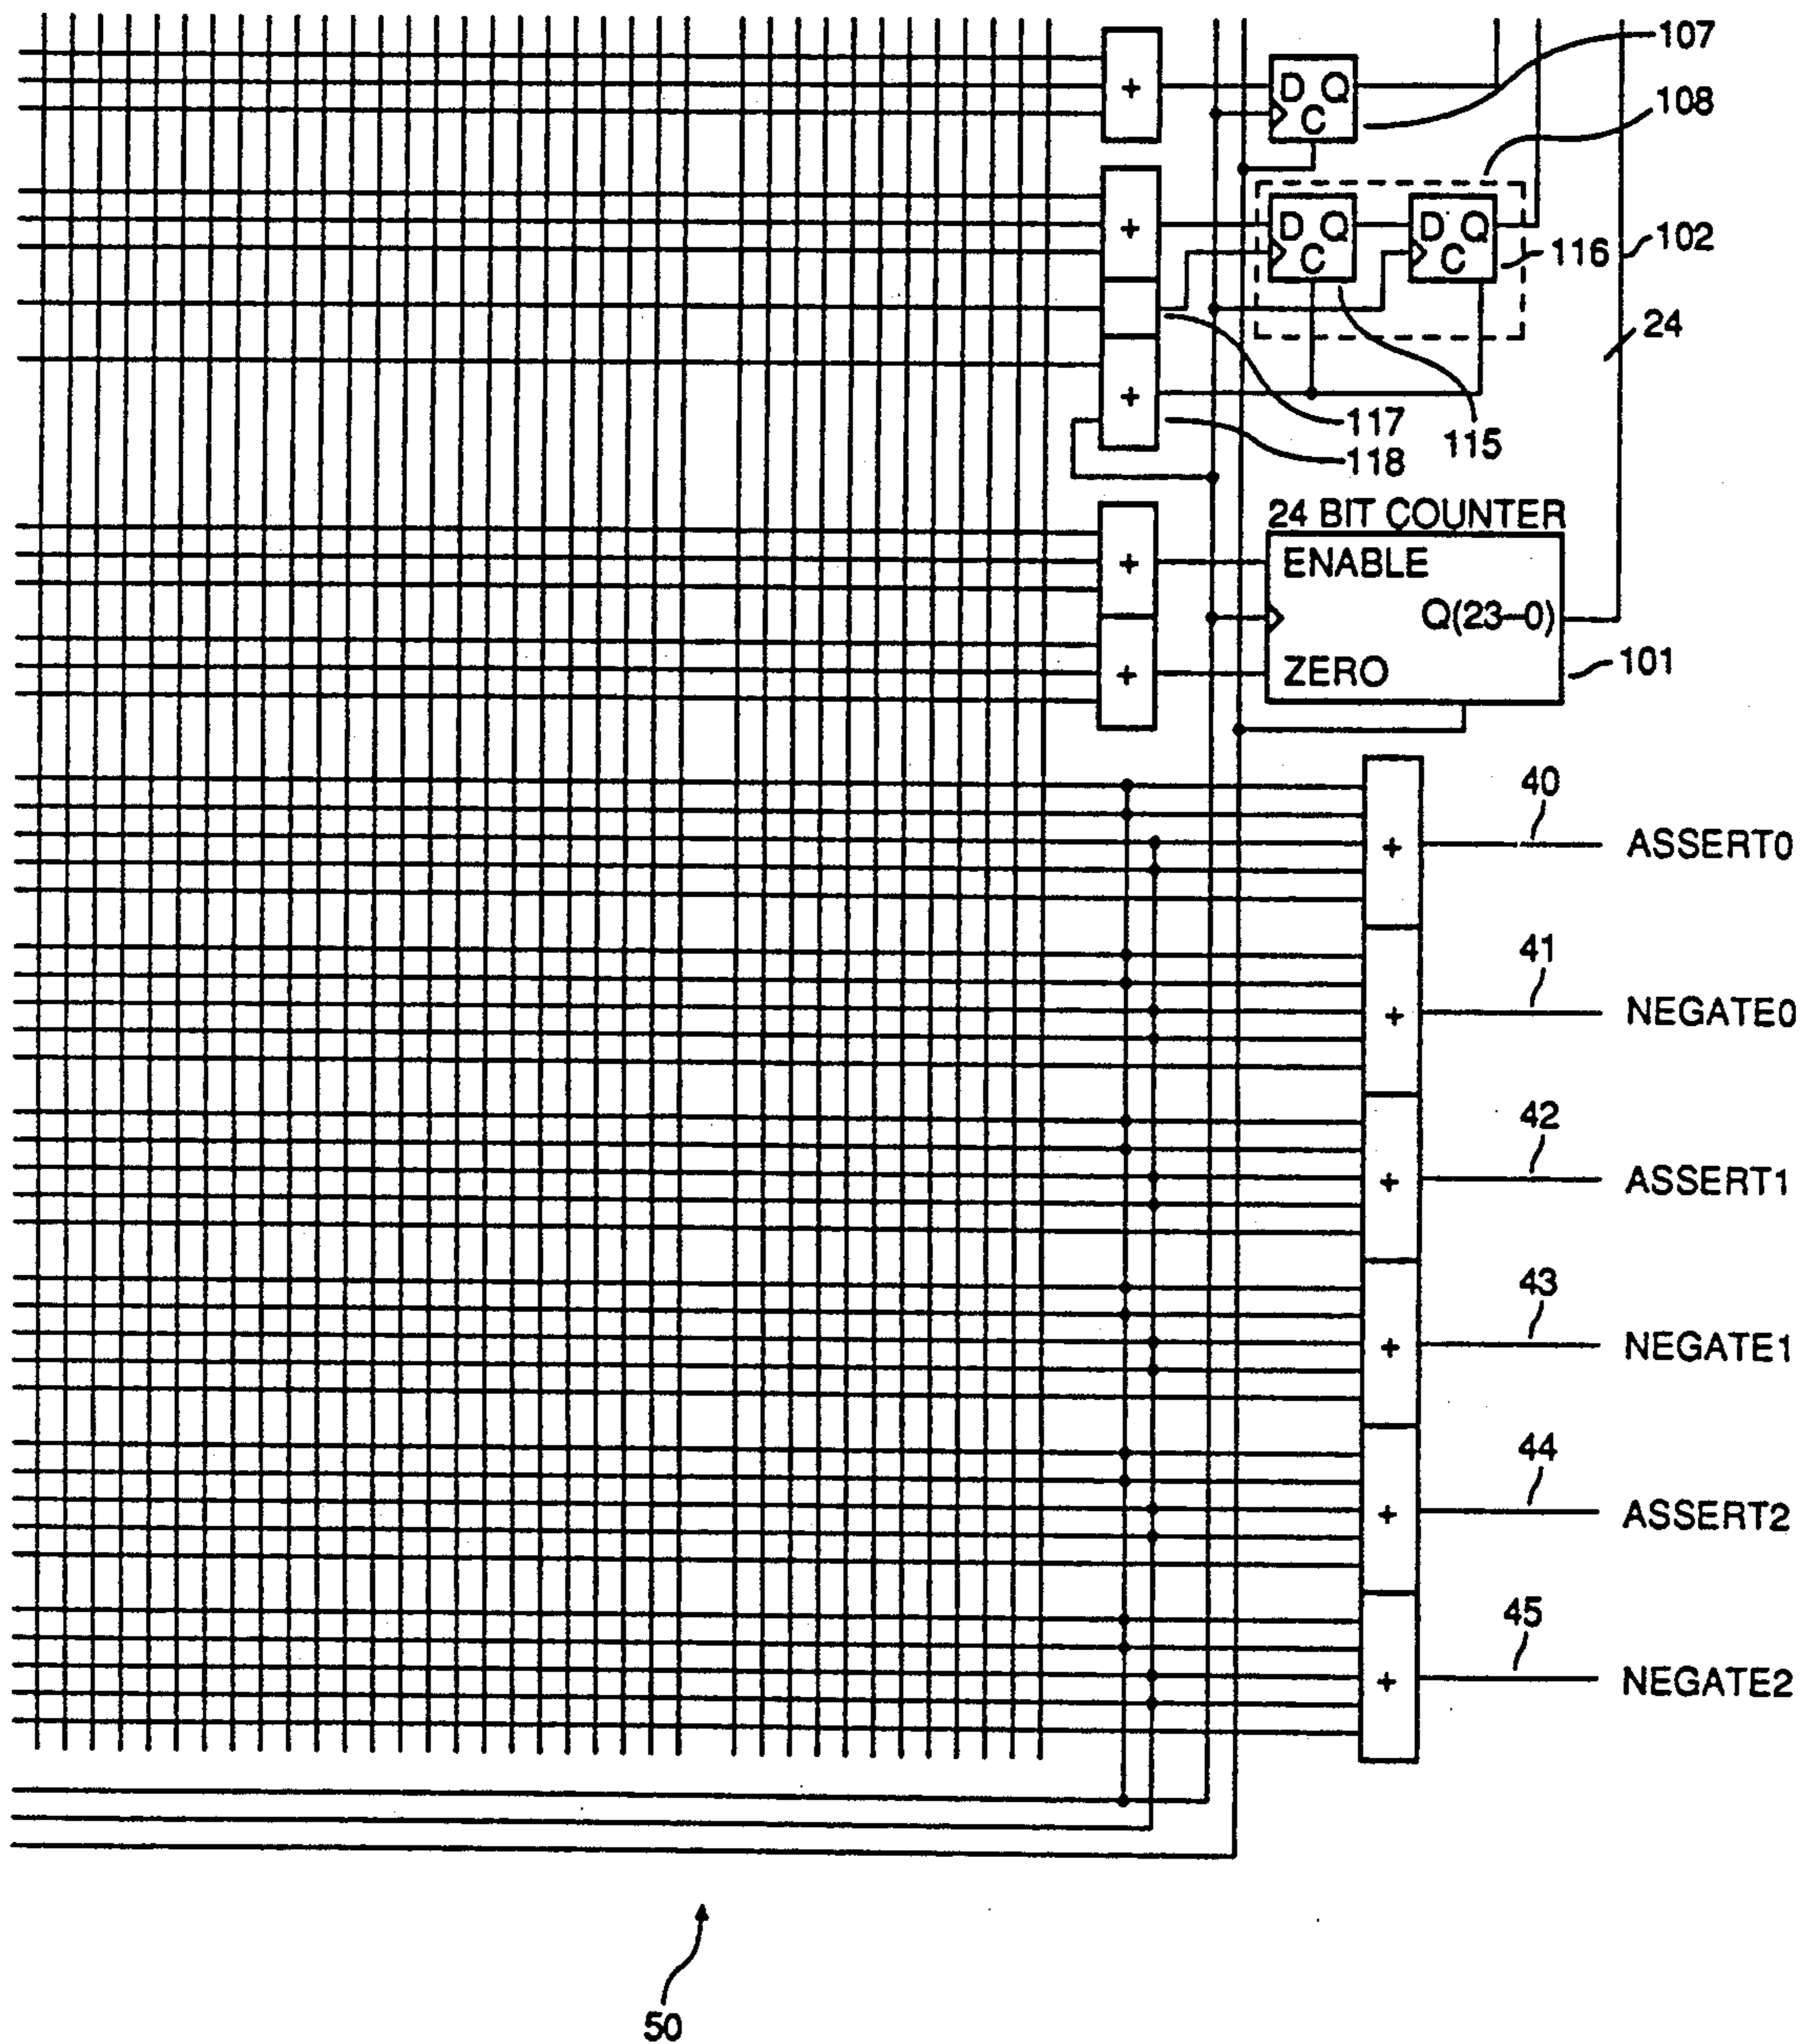 107
+
D Q
C
108
+
D Q
C
D Q
C
116
102
24
+
117
115
118
24 BIT COUNTER
+
ENABLE
Q(23–0)
101
+
ZERO
40
+
ASSERT0
41
+
NEGATE0
42
+
ASSERT1
43
+
NEGATE1
44
+
ASSERT2
45
+
NEGATE2
50